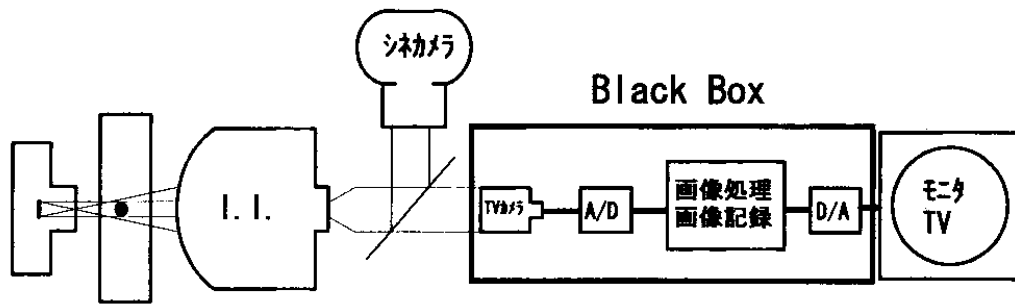 シネカメラ
Black Box
I.I.
TVカメラ
A/D
画像処理
画像記録
D/A
モニタ
TV